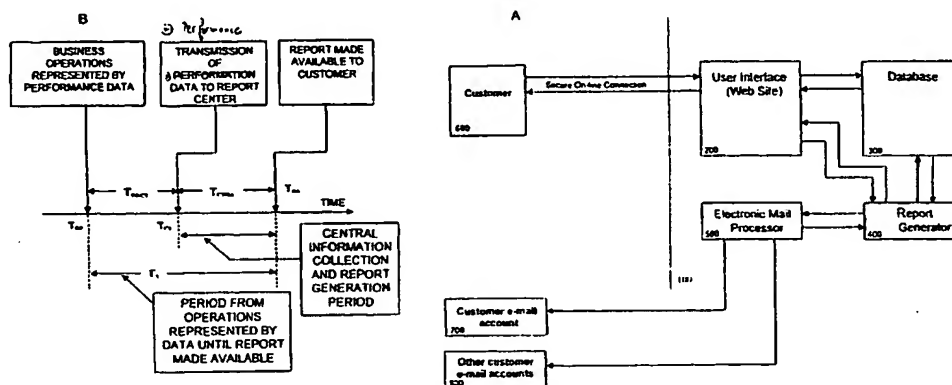 B
Performance
BUSINESS
OPERATIONS
REPRESENTED BY
PERFORMANCE DATA
TRANSMISSION
OF
PERFORMATION
DATA TO REPORT
CENTER
REPORT MADE
AVAILABLE TO
CUSTOMER
TIME
CENTRAL
INFORMATION
COLLECTION
AND REPORT
GENERATION
PERIOD
PERIOD FROM
OPERATIONS
REPRESENTED BY
DATA UNTIL REPORT
MADE AVAILABLE
A
Customer
600
Secure On-line Connection
User Interface
(Web Site)
200
Database
300
Electronic Mail
Processor
500
Report
Generator
400
Customer e-mail
account
700
Other customer
e-mail accounts